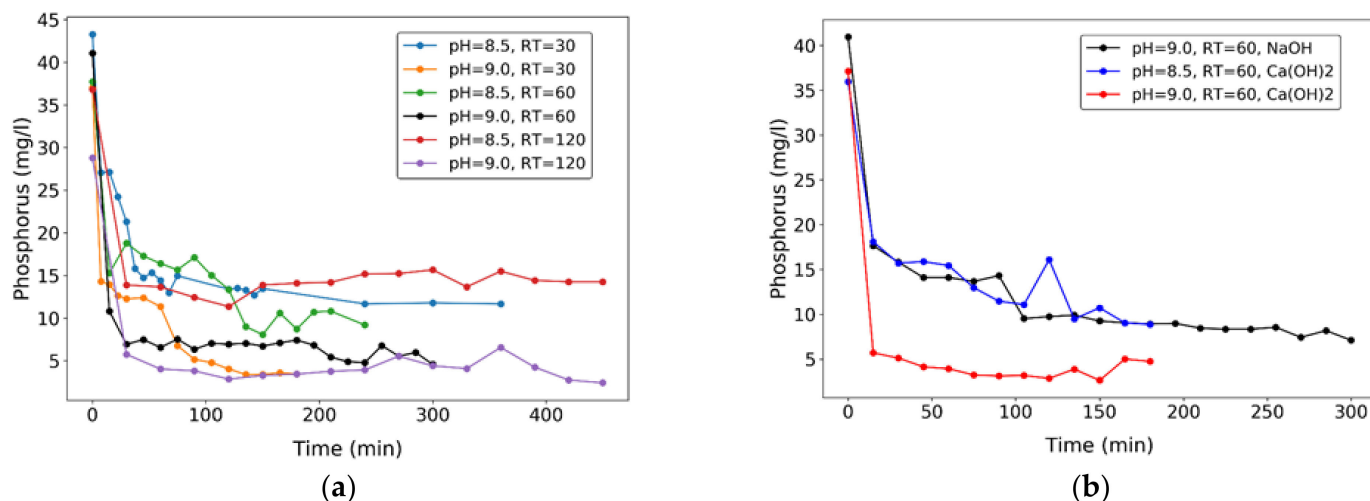 45
40
35
30
25
20
15
10
5
Phosphorus (mg/l)
pH=8.5, RT=30
pH=9.0, RT=30
pH=8.5, RT=60
pH=9.0, RT=60
pH=8.5, RT=120
pH=9.0, RT=120
0 100 200 300 400
Time (min)
(a)
40
35
30
25
20
15
10
5
Phosphorus (mg/l)
pH=9.0, RT=60, NaOH
pH=8.5, RT=60, Ca(OH)2
pH=9.0, RT=60, Ca(OH)2
0 50 100 150 200 250 300
Time (min)
(b)